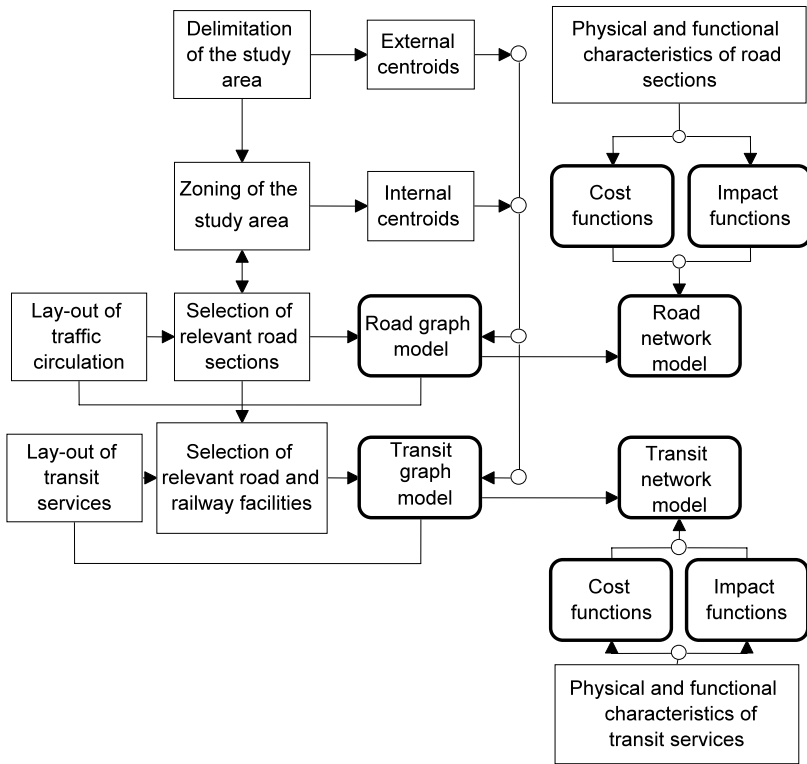 Delimitation
of the study
area
External
centroids
Physical and functional
characteristics of road
sections
Zoning of the
study area
Internal
centroids
Cost
functions
Impact
functions
Lay-out of
traffic
circulation
Selection of
relevant road
sections
Road graph
model
Road
network
model
Lay-out of
transit
services
Selection of
relevant road and
railway facilities
Transit
graph
model
Transit
network
model
Cost
functions
Impact
functions
Physical and functional
characteristics of
transit services